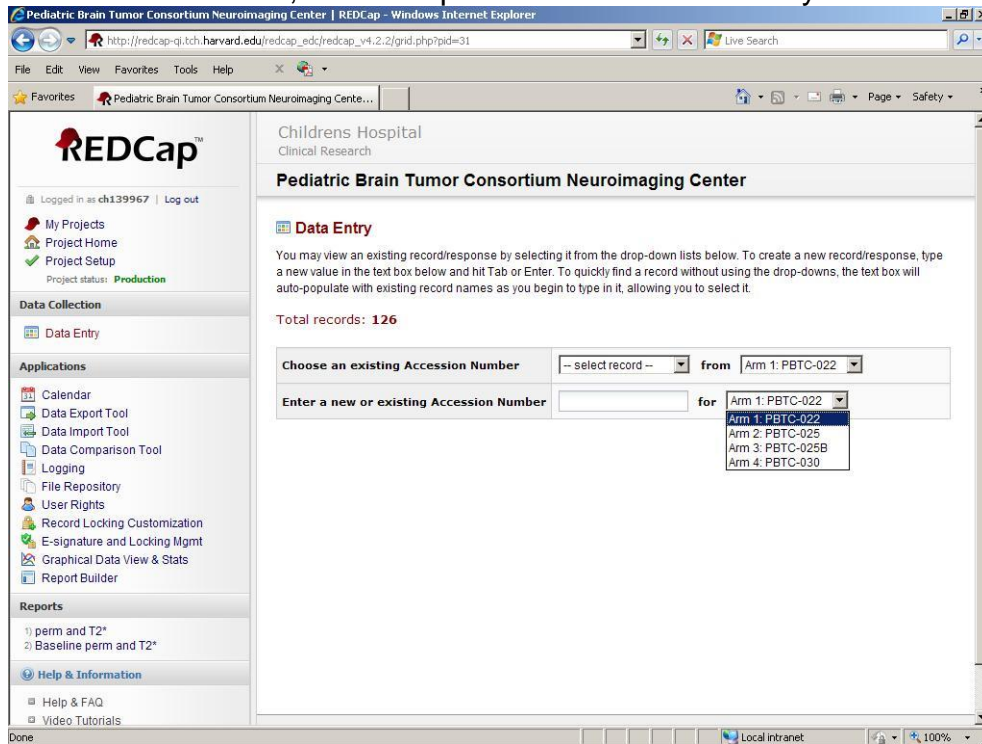 Pediatric Brain Tumor Consortium Neuroimaging Center | REDCap - Windows Internet Explorer
http://redcap-qi.tch.harvard.edu/redcap_edc/redcap_v4.2.2/grid.php?pid=31
Live Search
File Edit View Favorites Tools Help
Favorites Pediatric Brain Tumor Consortium Neuroimaging Cente... Page Safety
REDCap™
Logged in as ch139967 | Log out
My Projects
Project Home
Project Setup
Project status: Production
Data Collection
Data Entry
Applications
Calendar
Data Export Tool
Data Import Tool
Data Comparison Tool
Logging
File Repository
User Rights
Record Locking Customization
E-signature and Locking Mgmt
Graphical Data View & Stats
Report Builder
Reports
1) perm and T2*
2) Baseline perm and T2*
Help & Information
Help & FAQ
Video Tutorials
Childrens Hospital
Clinical Research
Pediatric Brain Tumor Consortium Neuroimaging Center
Data Entry
You may view an existing record/response by selecting it from the drop-down lists below. To create a new record/response, type
a new value in the text box below and hit Tab or Enter. To quickly find a record without using the drop-downs, the text box will
auto-populate with existing record names as you begin to type in it, allowing you to select it.
Total records: 126
Choose an existing Accession Number -- select record -- from Arm 1: PBTC-022
Enter a new or existing Accession Number for Arm 1: PBTC-022
Arm 1: PBTC-022
Arm 2: PBTC-025
Arm 3: PBTC-025B
Arm 4: PBTC-030
Done Local intranet 100%